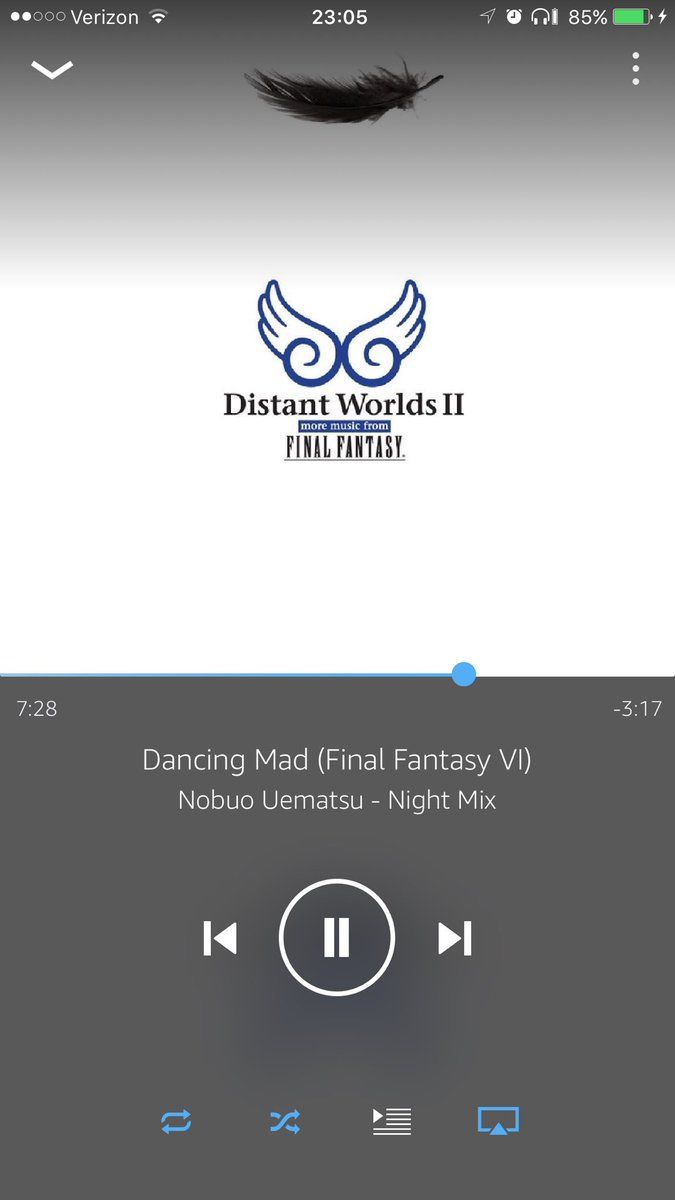 Verizon 23:05 85%
Distant Worlds II
more music from
FINAL FANTASY.
7:28 -3:17
Dancing Mad (Final Fantasy VI)
Nobuo Uematsu - Night Mix